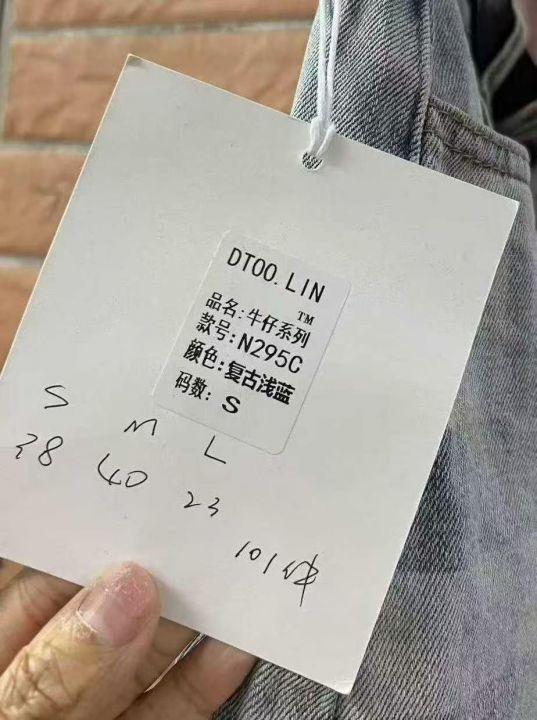 DTOO.LIN
TM
品名:牛仔系列
款号:N295C
颜色:复古浅蓝
码数: S
S M L
38 40 23
101件